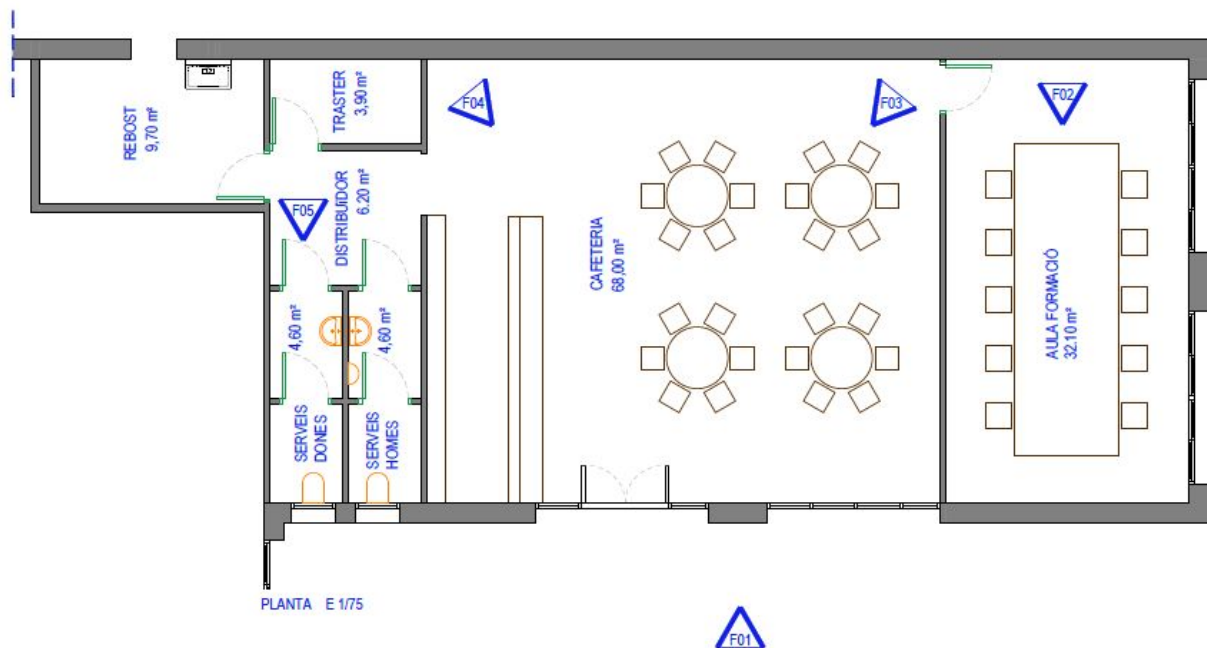 REBOST
9,70 m²
TRASTER
3,90 m²
F04
F03
F02
F05
DISTRIBUÏDOR
6.20 m²
CAFETERIA
68,00 m²
AULA FORMACIÓ
32.10 m²
4,60 m²
4,60 m²
SERVEIS
DONES
SERVEIS
HOMES
PLANTA E 1/75
F01